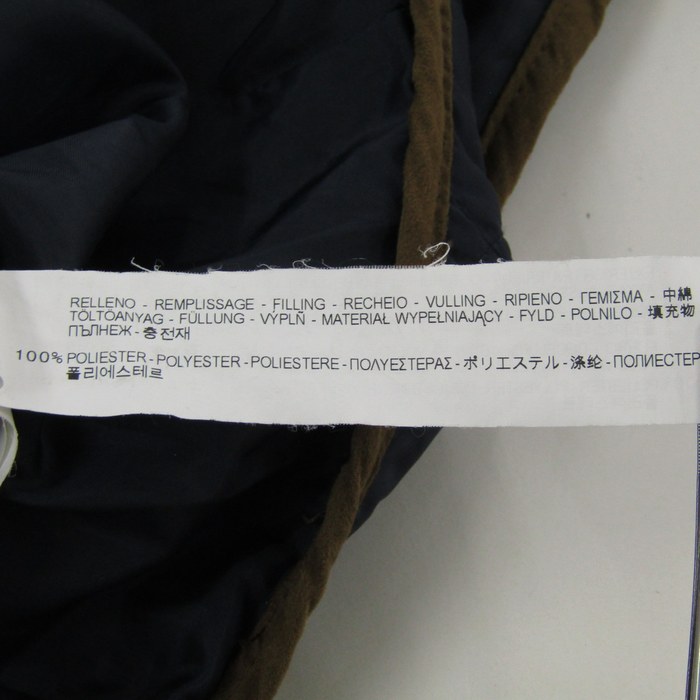 RELLENO - REMPLISSAGE - FILLING - RECHEIO - VULLING - RIPIENO - ΓΕΜΙΣΜΑ - 中綿
TÖLTÖANYAG - FÜLLUNG - VÝPLŇ - MATERIAŁ WYPEŁNIAJĄCY - FYLD - POLNILO - 填充物
ПЪЛНЕЖ - 충전재
100% POLIESTER - POLYESTER - POLIESTERE - ΠΟΛΥΕΣΤΕΡΑΣ - ポリエステル - 涤纶 - ПОЛИЕСТЕР
폴리에스테르